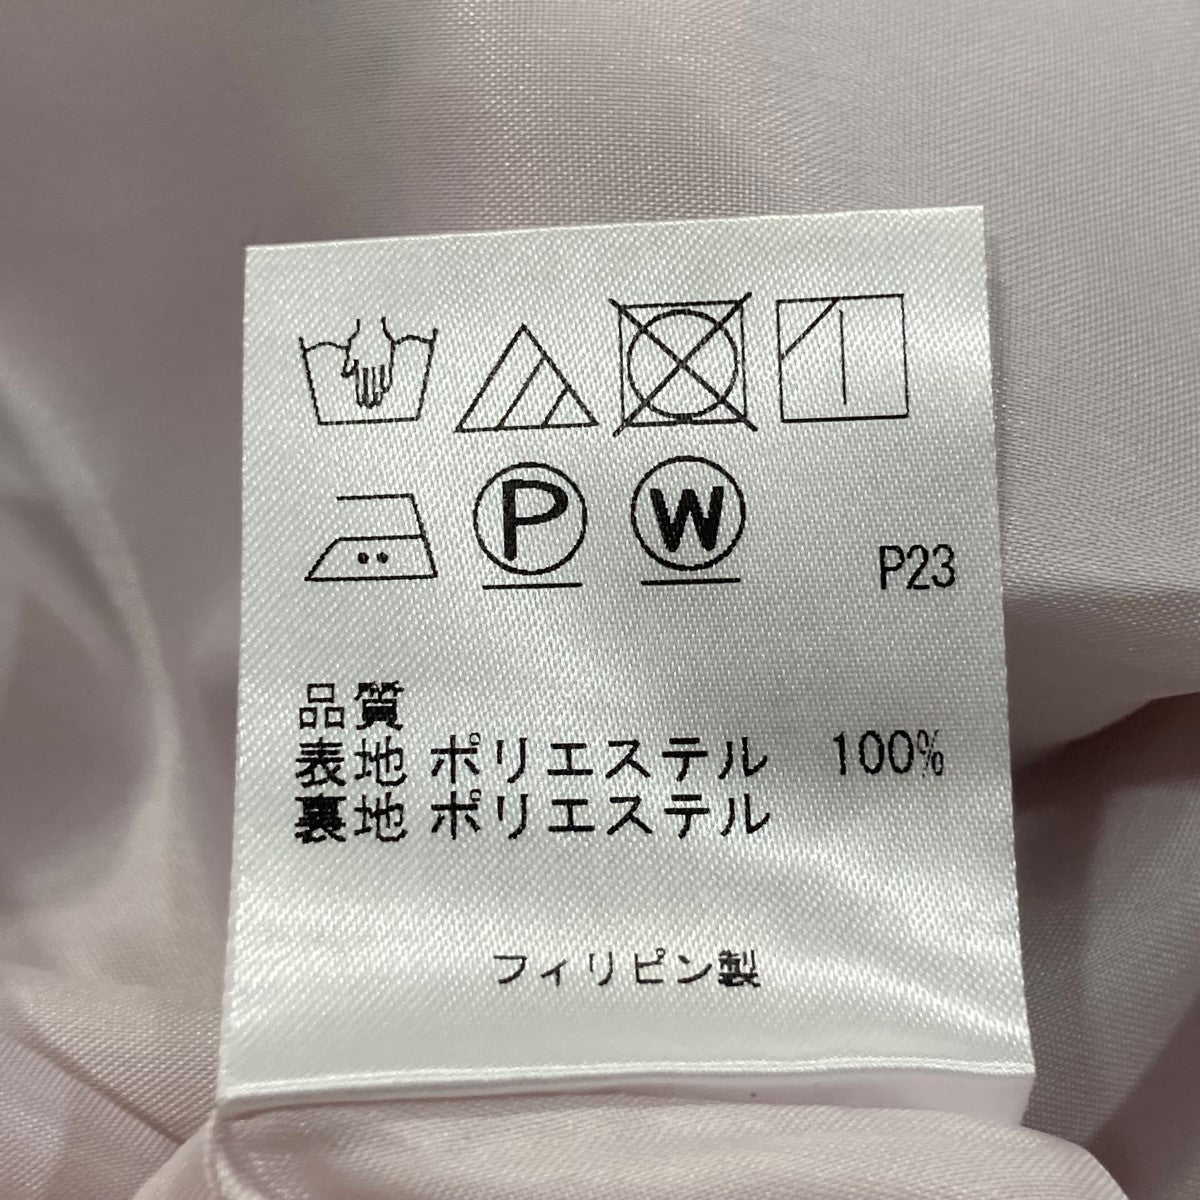 P W P23
品質
表地 ポリエステル 100%
裏地 ポリエステル
フィリピン製